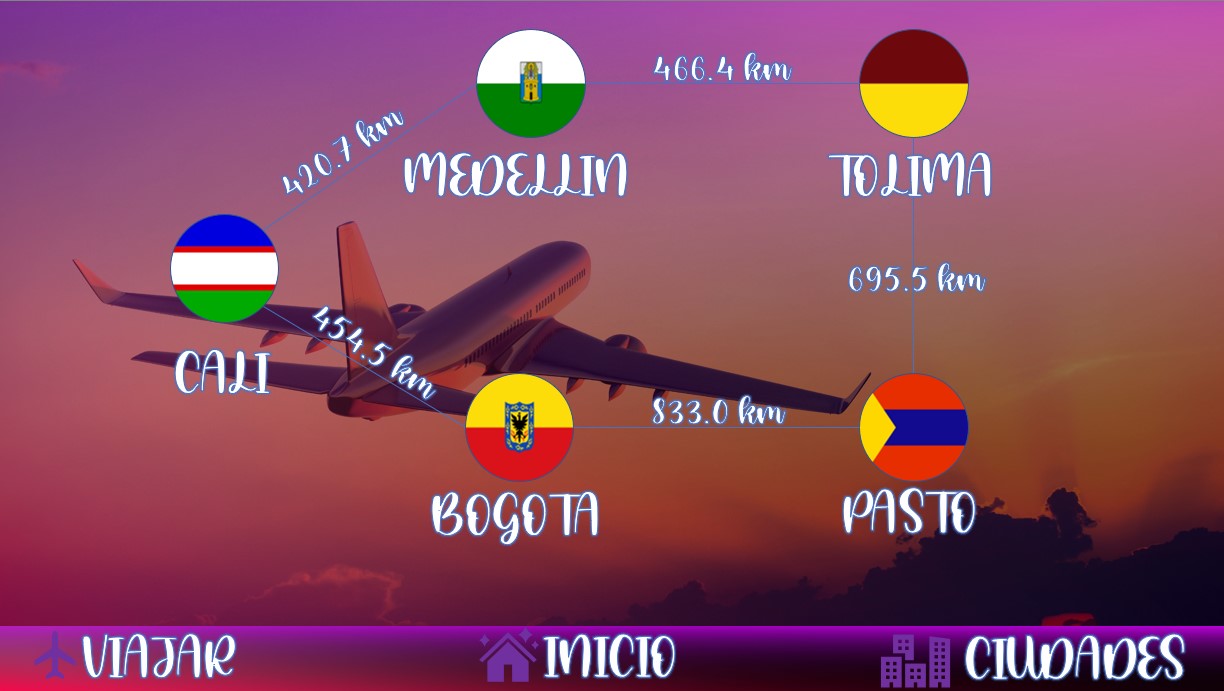 466.4 km
420.7 km
MEDELLIN
TOLIMA
695.5 km
454.5 km
CALI
833.0 km
BOGOTA
PASTO
VIAJAR
INICIO
CIUDADES